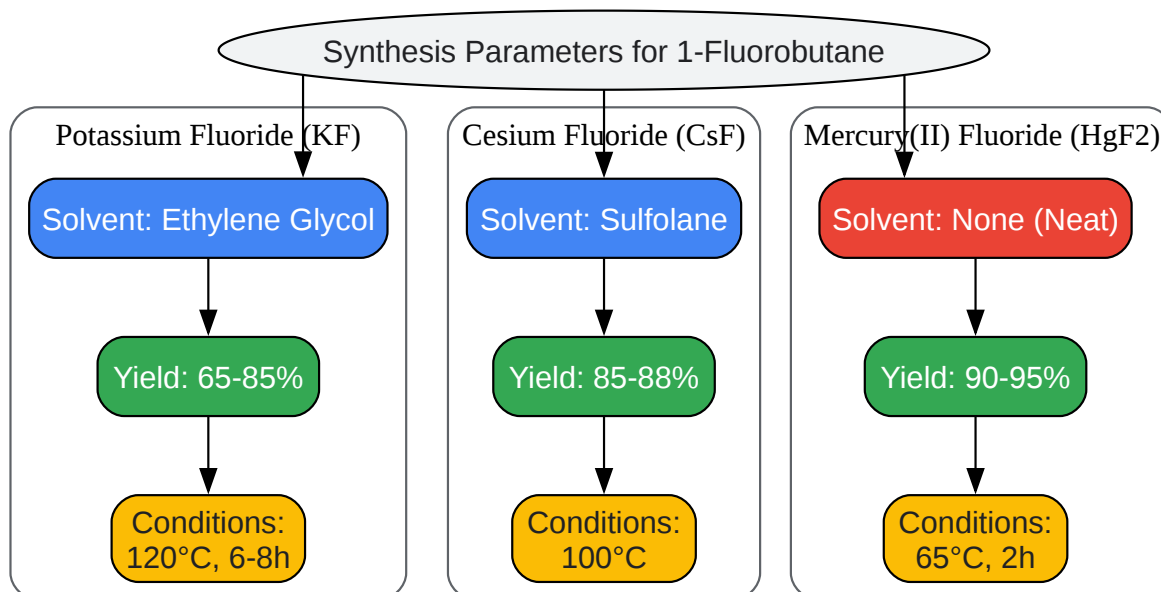 Synthesis Parameters for 1-Fluorobutane
Potassium Fluoride (KF)
Solvent: Ethylene Glycol
Yield: 65-85%
Conditions:
120°C, 6-8h
Cesium Fluoride (CsF)
Solvent: Sulfolane
Yield: 85-88%
Conditions:
100°C
Mercury(II) Fluoride (HgF2)
Solvent: None (Neat)
Yield: 90-95%
Conditions:
65°C, 2h